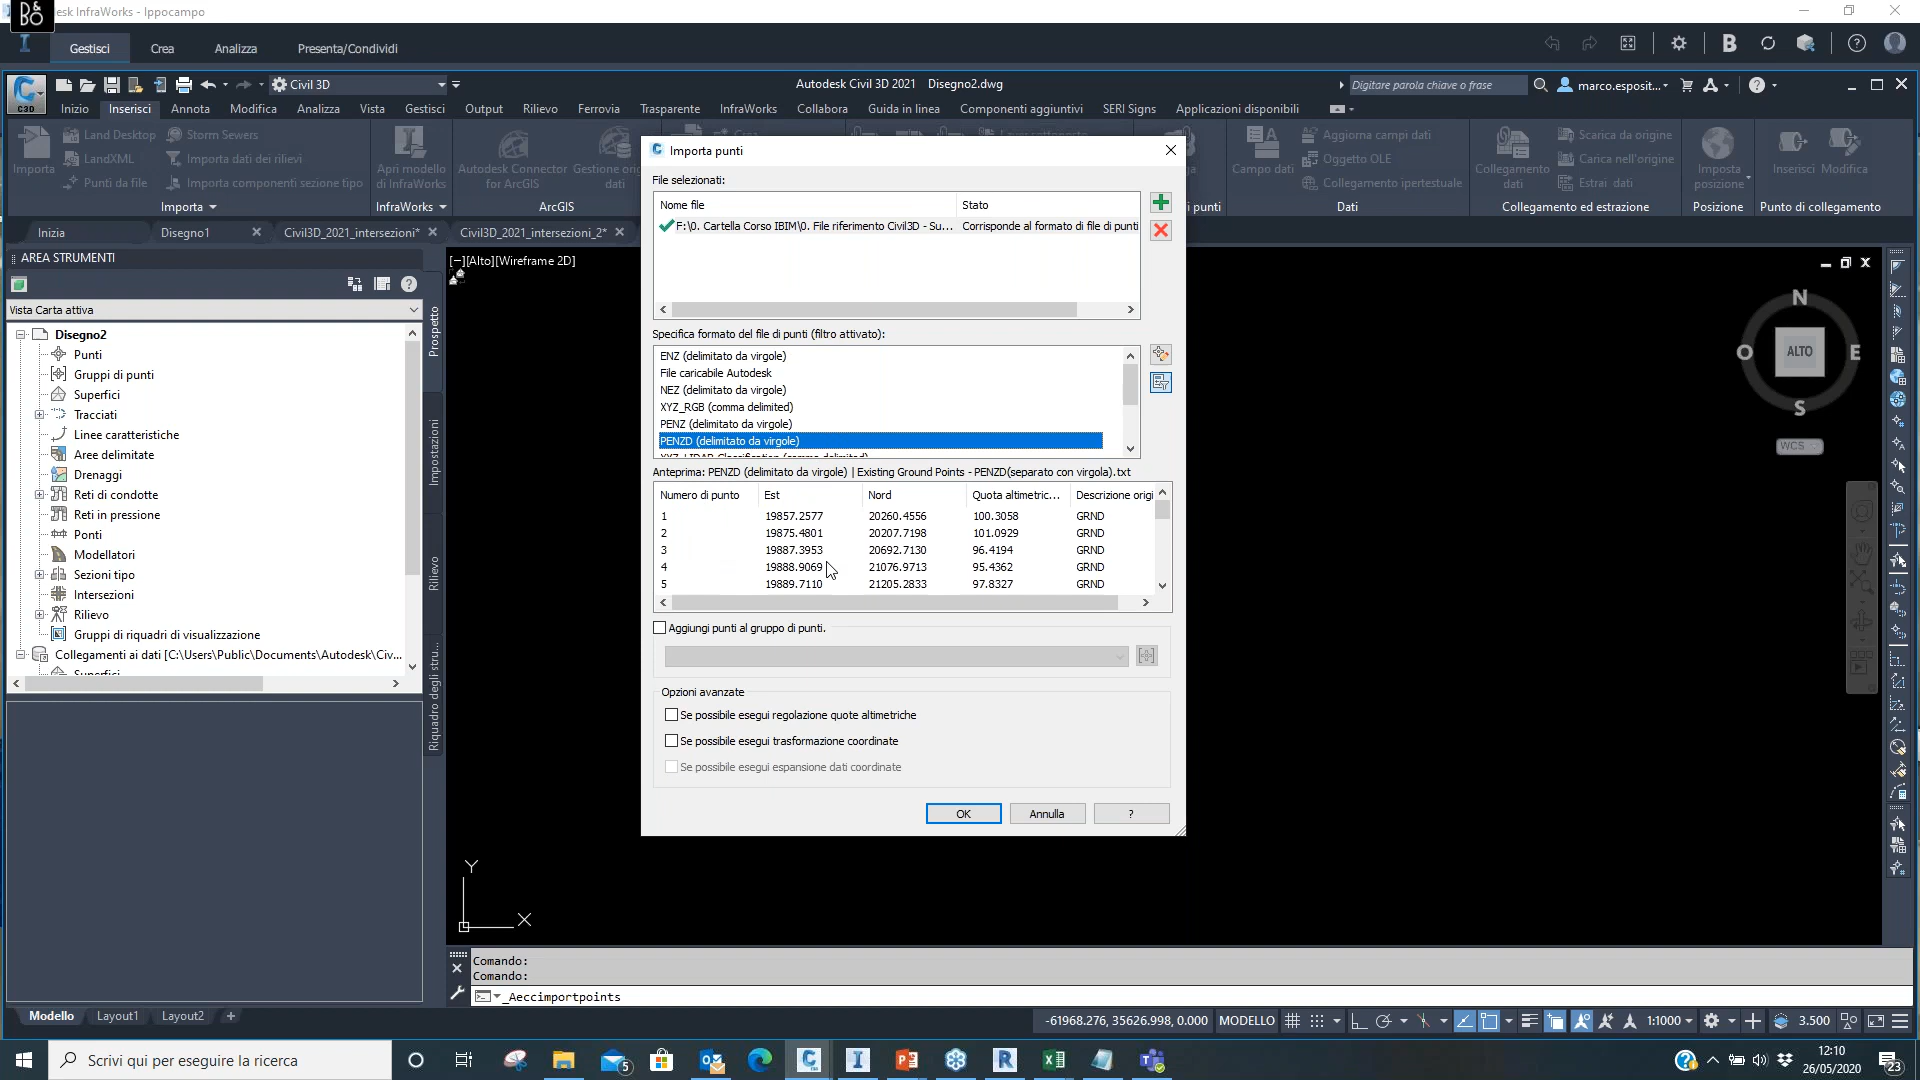 B&BO
desk InfraWorks - Ippocampo
Gestisci Crea Analizza Presenta/Condividi
Civil 3D
Autodesk Civil 3D 2021 Disegno2.dwg
Digitare parola chiave o frase
marco.esposit...
C3D
Inizio Inserisci Annota Modifica Analizza Vista Gestisci Output Rilievo Ferrovia Trasparente InfraWorks Collabora Guida in linea Componenti aggiuntivi SERI Signs Applicazioni disponibili
Importa
Land Desktop
LandXML
Punti da file
Storm Sewers
Importa dati dei rilievi
Importa componenti sezione tipo
Apri modello
di InfraWorks
Autodesk Connector
for ArcGIS
Gestione ori
dati
Campo dati
Aggiorna campi dati
Oggetto OLE
Collegamento ipertestuale
Collegamento
dati
Scarica da origine
Carica nell'origine
Estrai dati
Imposta
posizione
Inserisci Modifica
Importa InfraWorks ArcGIS
i punti Dati Collegamento ed estrazione Posizione Punto di collegamento
Inizia Disegno1 Civil3D_2021_intersezioni* Civil3D_2021_intersezioni_2*
AREA STRUMENTI
Vista Carta attiva
Disegno2
Punti
Gruppi di punti
Superfici
Tracciati
Linee caratteristiche
Aree delimitate
Drenaggi
Reti di condotte
Reti in pressione
Ponti
Modellatori
Sezioni tipo
Intersezioni
Rilievo
Gruppi di riquadri di visualizzazione
Collegamenti ai dati [C:\Users\Public\Documents\Autodesk\Civ...
Superfici
Prospetto
Impostazioni
Rilievo
Riquadro degli stru...
[−][Alto][Wireframe 2D]
N
O ALTO E
S
WCS
Importa punti
File selezionati:
Nome file Stato
F:\0. Cartella Corso IBIM\0. File riferimento Civil3D - Su... Corrisponde al formato di file di punti
Specifica formato del file di punti (filtro attivato):
ENZ (delimitato da virgole)
File caricabile Autodesk
NEZ (delimitato da virgole)
XYZ_RGB (comma delimited)
PENZ (delimitato da virgole)
PENZD (delimitato da virgole)
XYZ_LIDAR Classification (comma delimited)
Anteprima: PENZD (delimitato da virgole) | Existing Ground Points - PENZD(separato con virgola).txt
Numero di punto Est Nord Quota altimetric... Descrizione origi
1 19857.2577 20260.4556 100.3058 GRND
2 19875.4801 20207.7198 101.0929 GRND
3 19887.3953 20692.7130 96.4194 GRND
4 19888.9069 21076.9713 95.4362 GRND
5 19889.7110 21205.2833 97.8327 GRND
Aggiungi punti al gruppo di punti.
Opzioni avanzate
Se possibile esegui regolazione quote altimetriche
Se possibile esegui trasformazione coordinate
Se possibile esegui espansione dati coordinate
OK Annulla ?
Y
X
Comando:
Comando:
_Aeccimportpoints
Modello Layout1 Layout2 +
-61968.276, 35626.998, 0.000 MODELLO 1:1000 3.500
Scrivi qui per eseguire la ricerca
5
12:10
26/05/2020
23